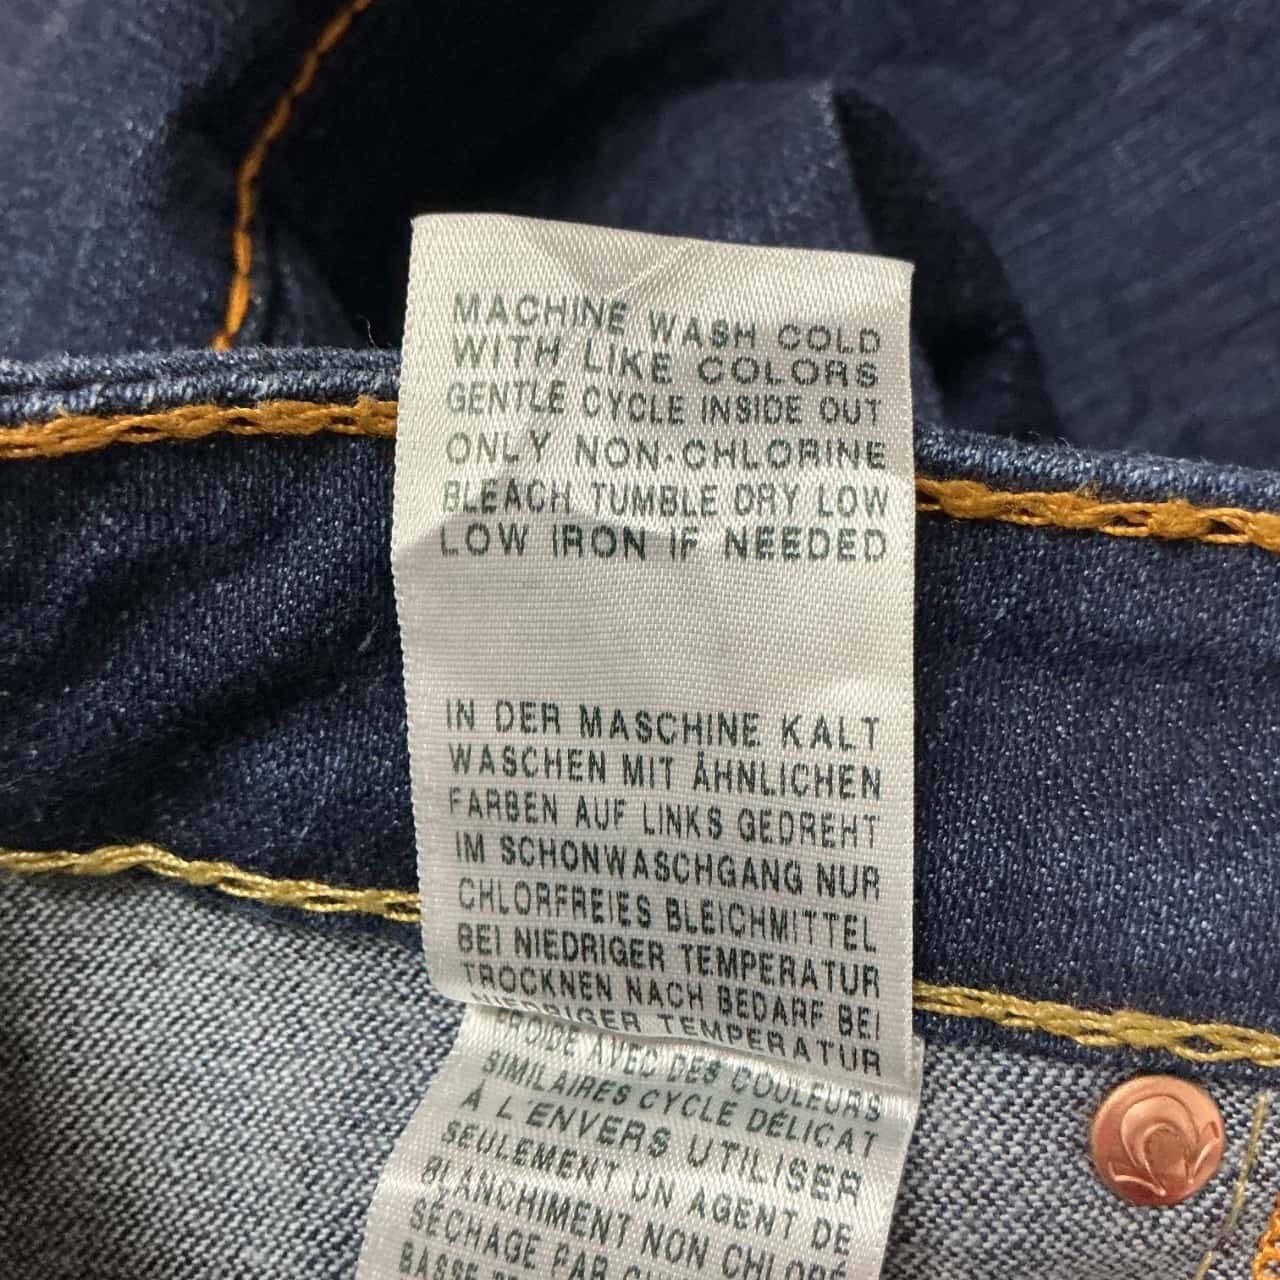 MACHINE WASH COLD
WITH LIKE COLORS
GENTLE CYCLE INSIDE OUT
ONLY NON-CHLORINE
BLEACH TUMBLE DRY LOW
LOW IRON IF NEEDED
IN DER MASCHINE KALT
WASCHEN MIT ÄHNLICHEN
FARBEN AUF LINKS GEDREHT
IM SCHONWASCHGANG NUR
CHLORFREIES BLEICHMITTEL
BEI NIEDRIGER TEMPERATUR
TROCKNEN NACH BEDARF BEI
NIEDRIGER TEMPERATUR
FROIDE AVEC DES COULEURS
SIMILAIRES CYCLE DÉLICAT
À L'ENVERS UTILISER
SEULEMENT UN AGENT DE
BLANCHIMENT NON CHLORÉ
SÉCHAGE PAR
BASSE